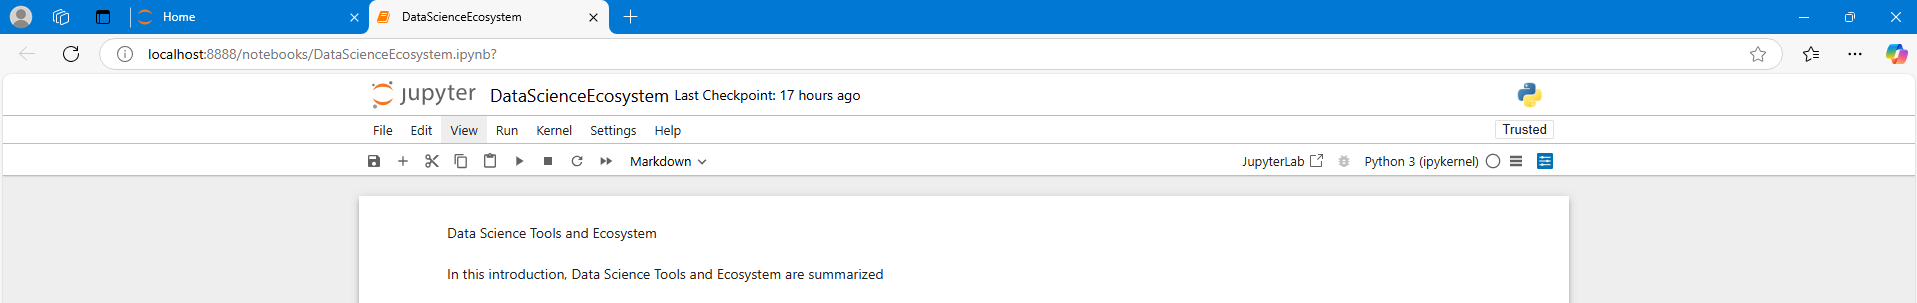 Home
DataScienceEcosystem
localhost:8888/notebooks/DataScienceEcosystem.ipynb?
jupyter DataScienceEcosystem Last Checkpoint: 17 hours ago
File Edit View Run Kernel Settings Help
Trusted
Markdown
JupyterLab
Python 3 (ipykernel)
Data Science Tools and Ecosystem
In this introduction, Data Science Tools and Ecosystem are summarized